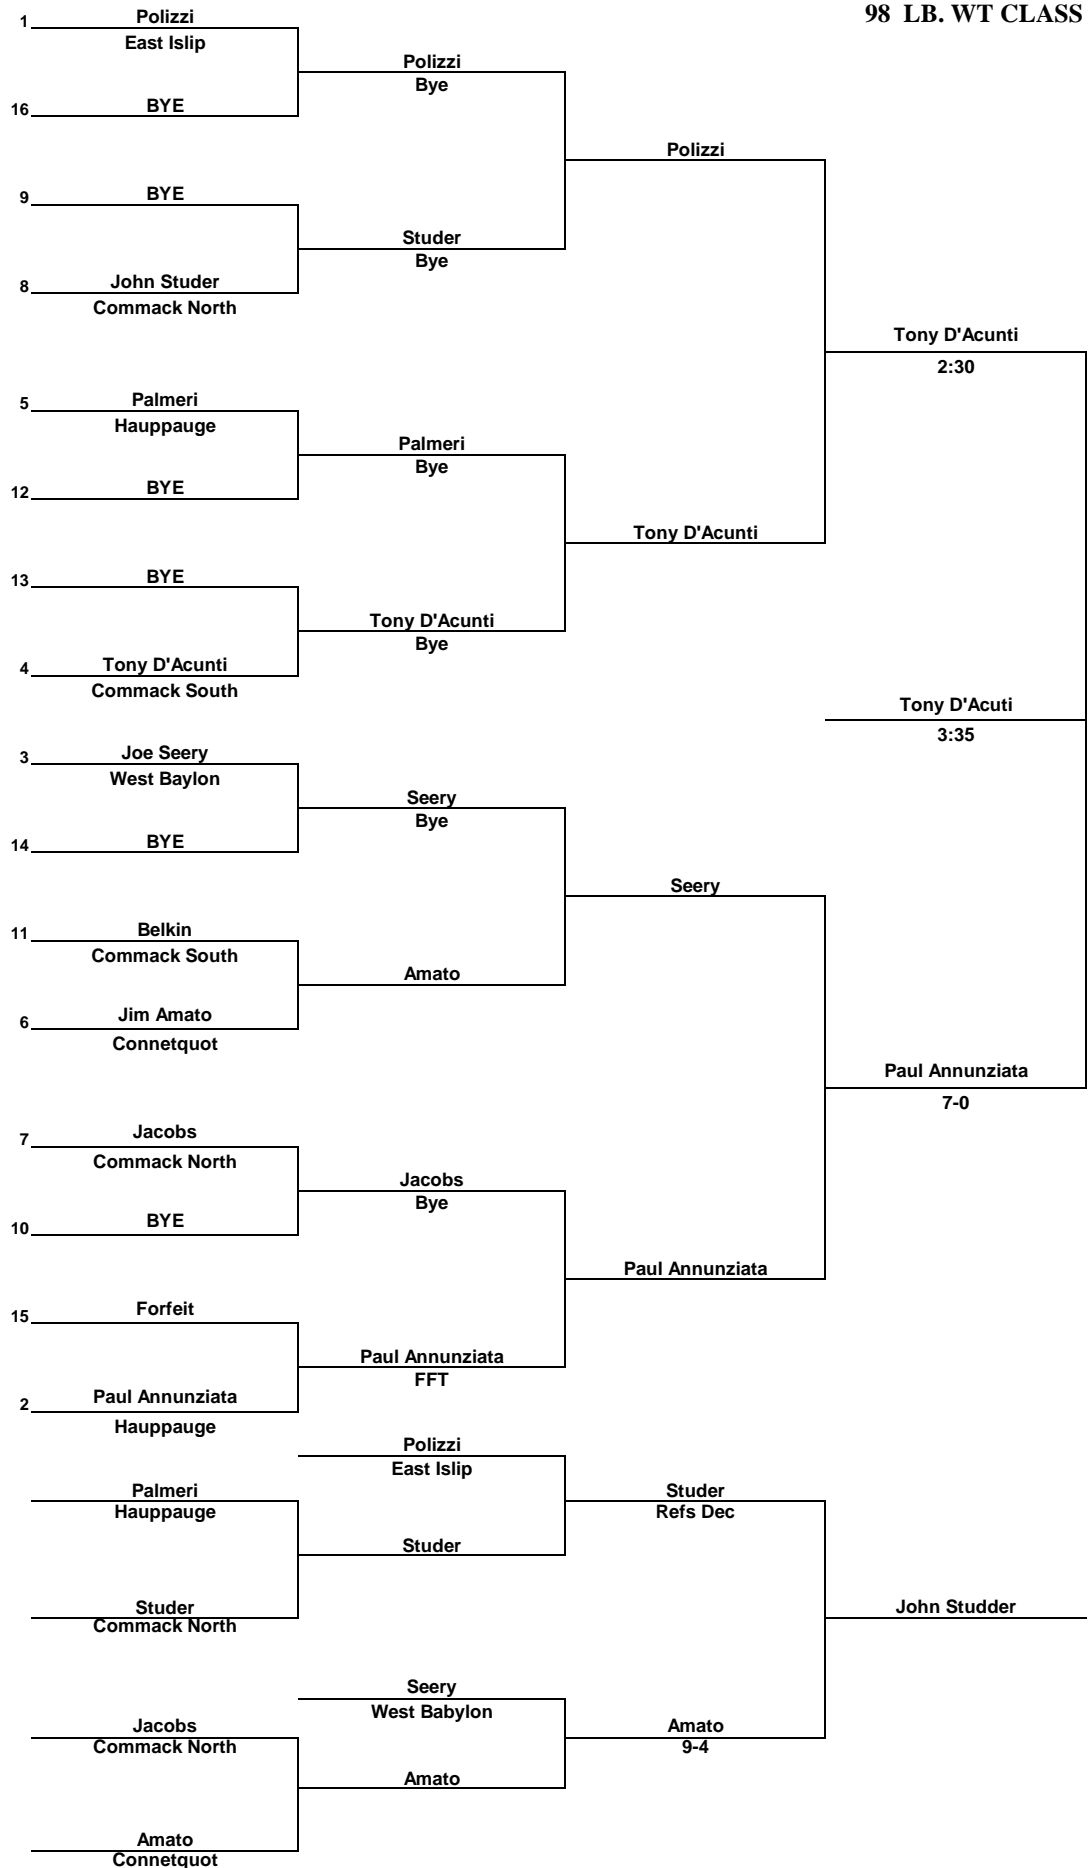 98 LB. WT CLASS
1 Polizzi
East Islip
Polizzi
Bye
16 BYE
Polizzi
9 BYE
Studer
Bye
8 John Studer
Commack North
Tony D'Acunti
2:30
5 Palmeri
Hauppauge
Palmeri
Bye
12 BYE
Tony D'Acunti
13 BYE
Tony D'Acunti
Bye
4 Tony D'Acunti
Commack South
Tony D'Acuti
3:35
3 Joe Seery
West Baylon
Seery
Bye
14 BYE
Seery
11 Belkin
Commack South
Amato
6 Jim Amato
Connetquot
Paul Annunziata
7-0
7 Jacobs
Commack North
Jacobs
Bye
10 BYE
Paul Annunziata
15 Forfeit
Paul Annunziata
FFT
2 Paul Annunziata
Hauppauge
Polizzi
East Islip
Palmeri
Hauppauge
Studer
Refs Dec
Studer
Studer
Commack North
John Studder
Seery
West Babylon
Jacobs
Commack North
Amato
9-4
Amato
Amato
Connetquot